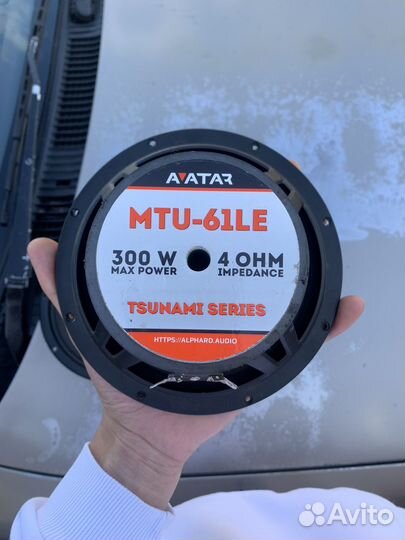 AVATAR
MTU-61LE
300 W 4 OHM
MAX POWER IMPEDANCE
TSUNAMI SERIES
HTTPS://ALPHARD.AUDIO
Avito